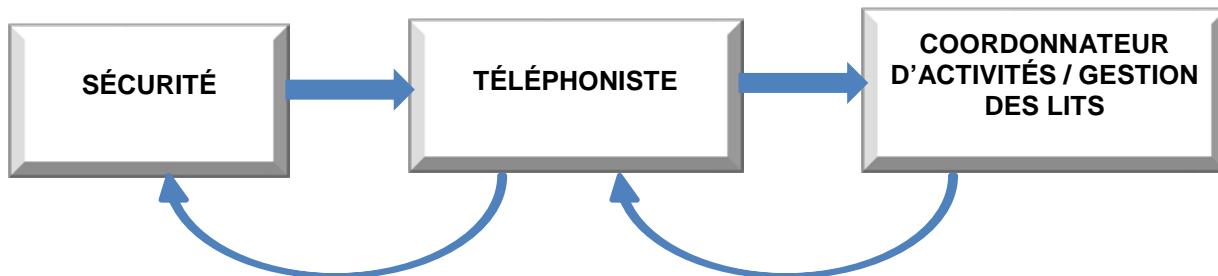 SÉCURITÉ
TÉLÉPHONISTE
COORDONNATEUR
D’ACTIVITÉS / GESTION
DES LITS